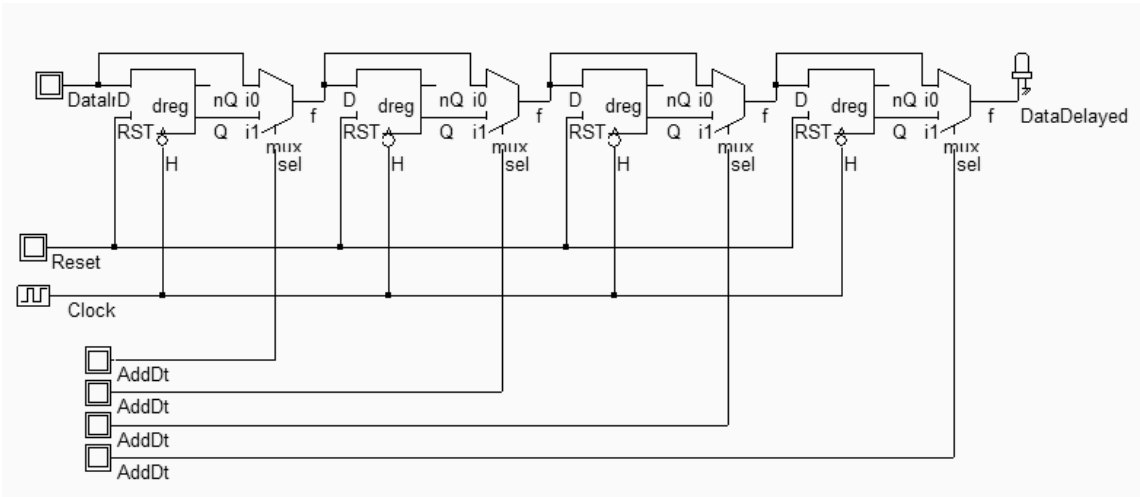 DataIn D dreg nQ i0 D dreg nQ i0 D dreg nQ i0 D dreg nQ i0
RST Q i1 f RST Q i1 f RST Q i1 f RST Q i1 f DataDelayed
mux mux mux mux
H sel H sel H sel H sel
Reset
Clock
AddDt
AddDt
AddDt
AddDt